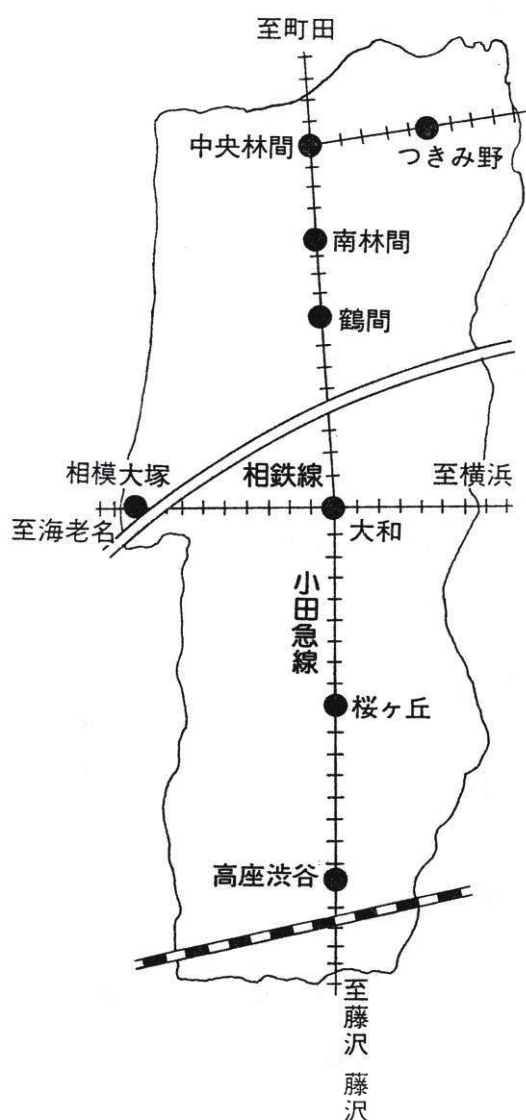 至町田
中央林間
つきみ野
南林間
鶴間
相模大塚
相鉄線
至横浜
至海老名
大和
小田急線
桜ヶ丘
高座渋谷
至藤沢
藤沢